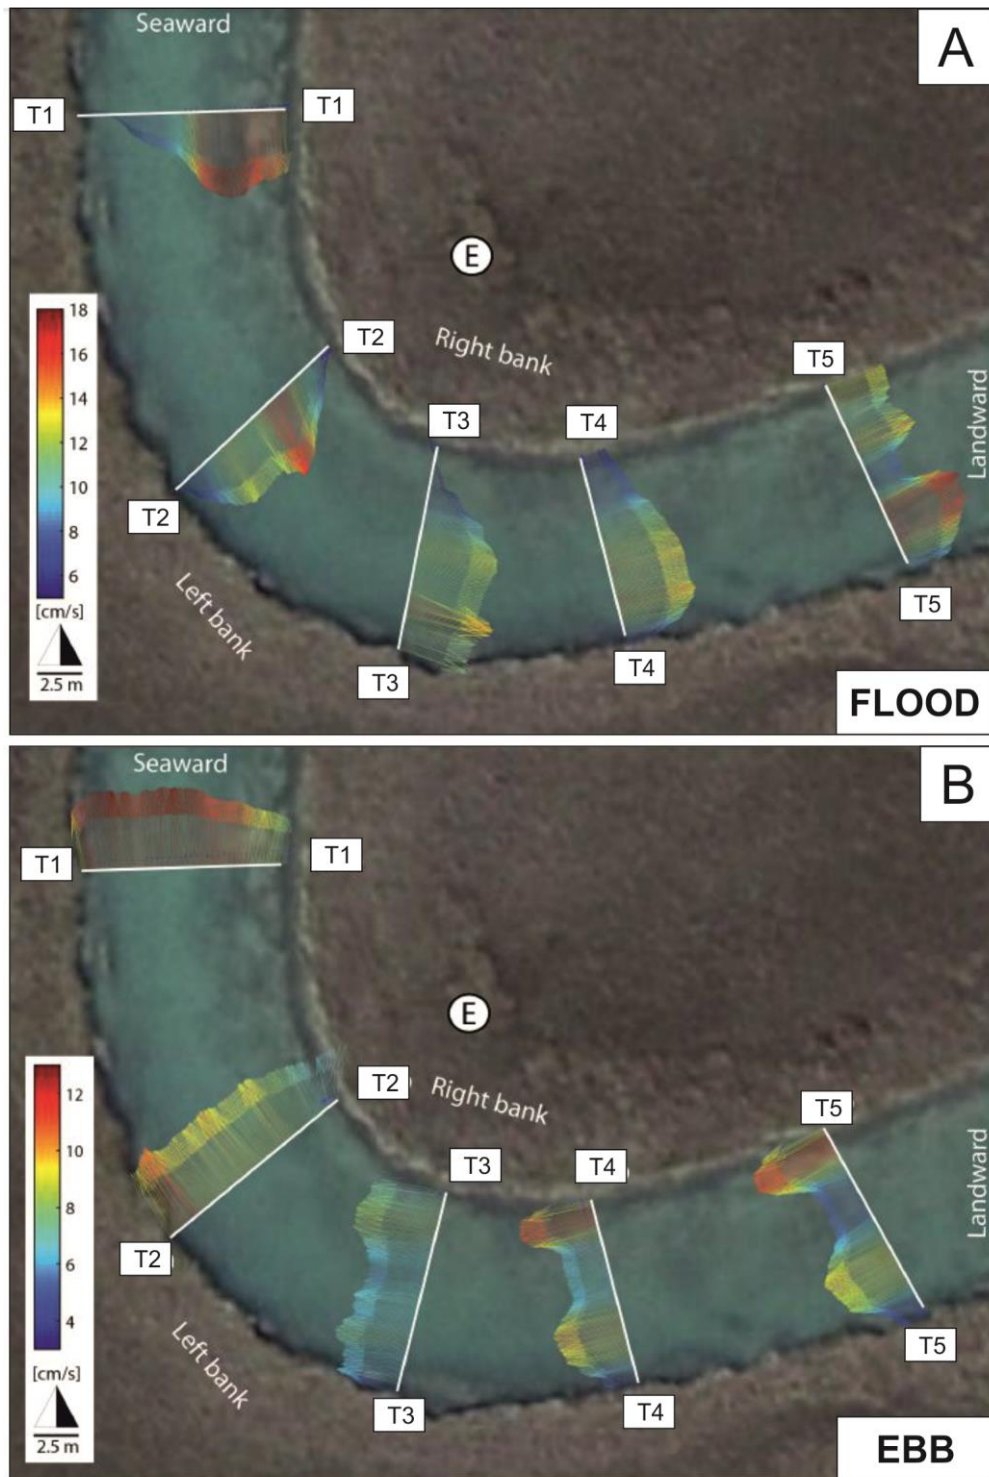 Seaward
A
T1
T1
E
T2
Right bank
T5
18
16
14
12
10
8
6
[cm/s]
2.5 m
T3
T4
Landward
T2
Left bank
T5
T3
T4
FLOOD
Seaward
B
T1
T1
E
T2
Right bank
T5
12
10
8
6
4
[cm/s]
2.5 m
T3
T4
Landward
T2
Left bank
T5
T3
T4
EBB